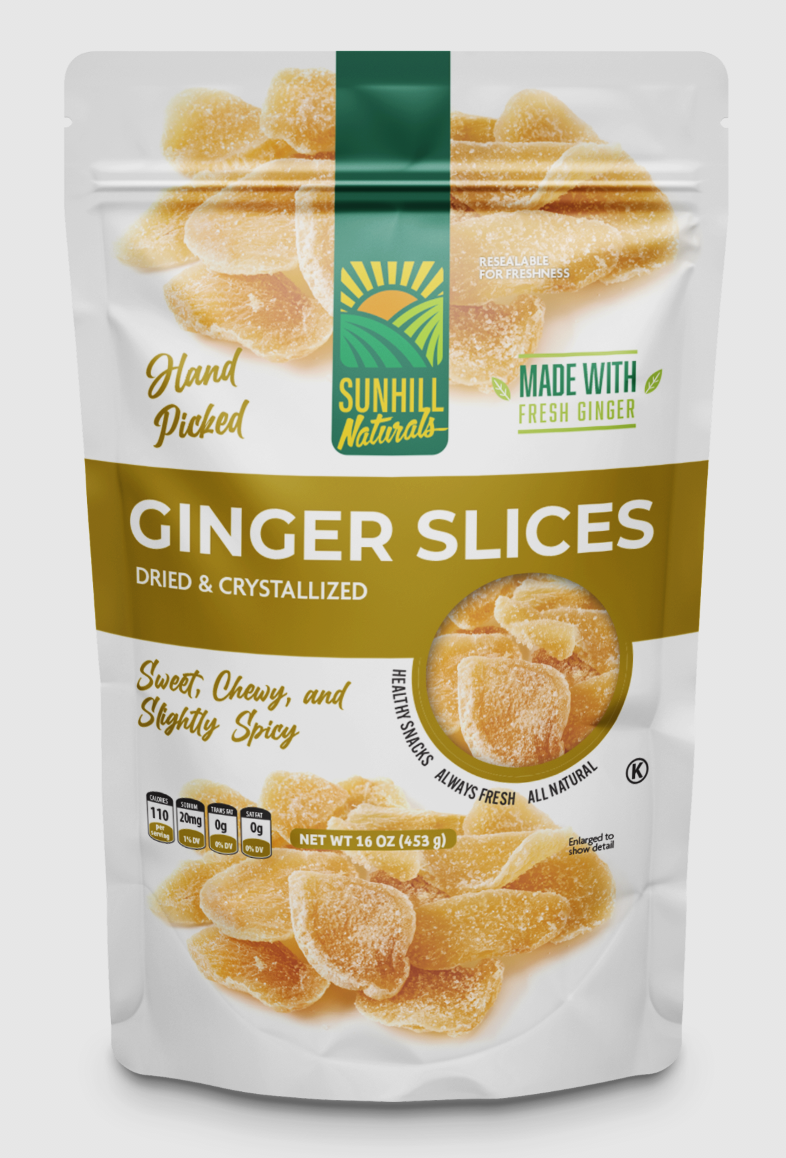 RESEALABLE
FOR FRESHNESS
Hand
Picked
SUNHILL
Naturals
MADE WITH
FRESH GINGER
GINGER SLICES
DRIED & CRYSTALLIZED
Sweet, Chewy, and
Slightly Spicy
HEALTHY SNACKS ALWAYS FRESH ALL NATURAL
K
CALORIES
110
per
serving
SODIUM
20mg
1% DV
TRANS FAT
0g
0% DV
SAT FAT
0g
0% DV
NET WT 16 OZ (453 g)
Enlarged to
show detail